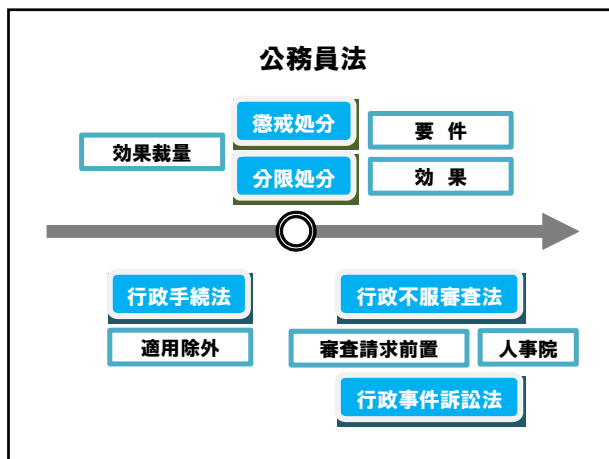 公務員法
懲戒処分
要 件
効果裁量
分限処分
効 果
行政手続法
行政不服審査法
適用除外
審査請求前置
人事院
行政事件訴訟法